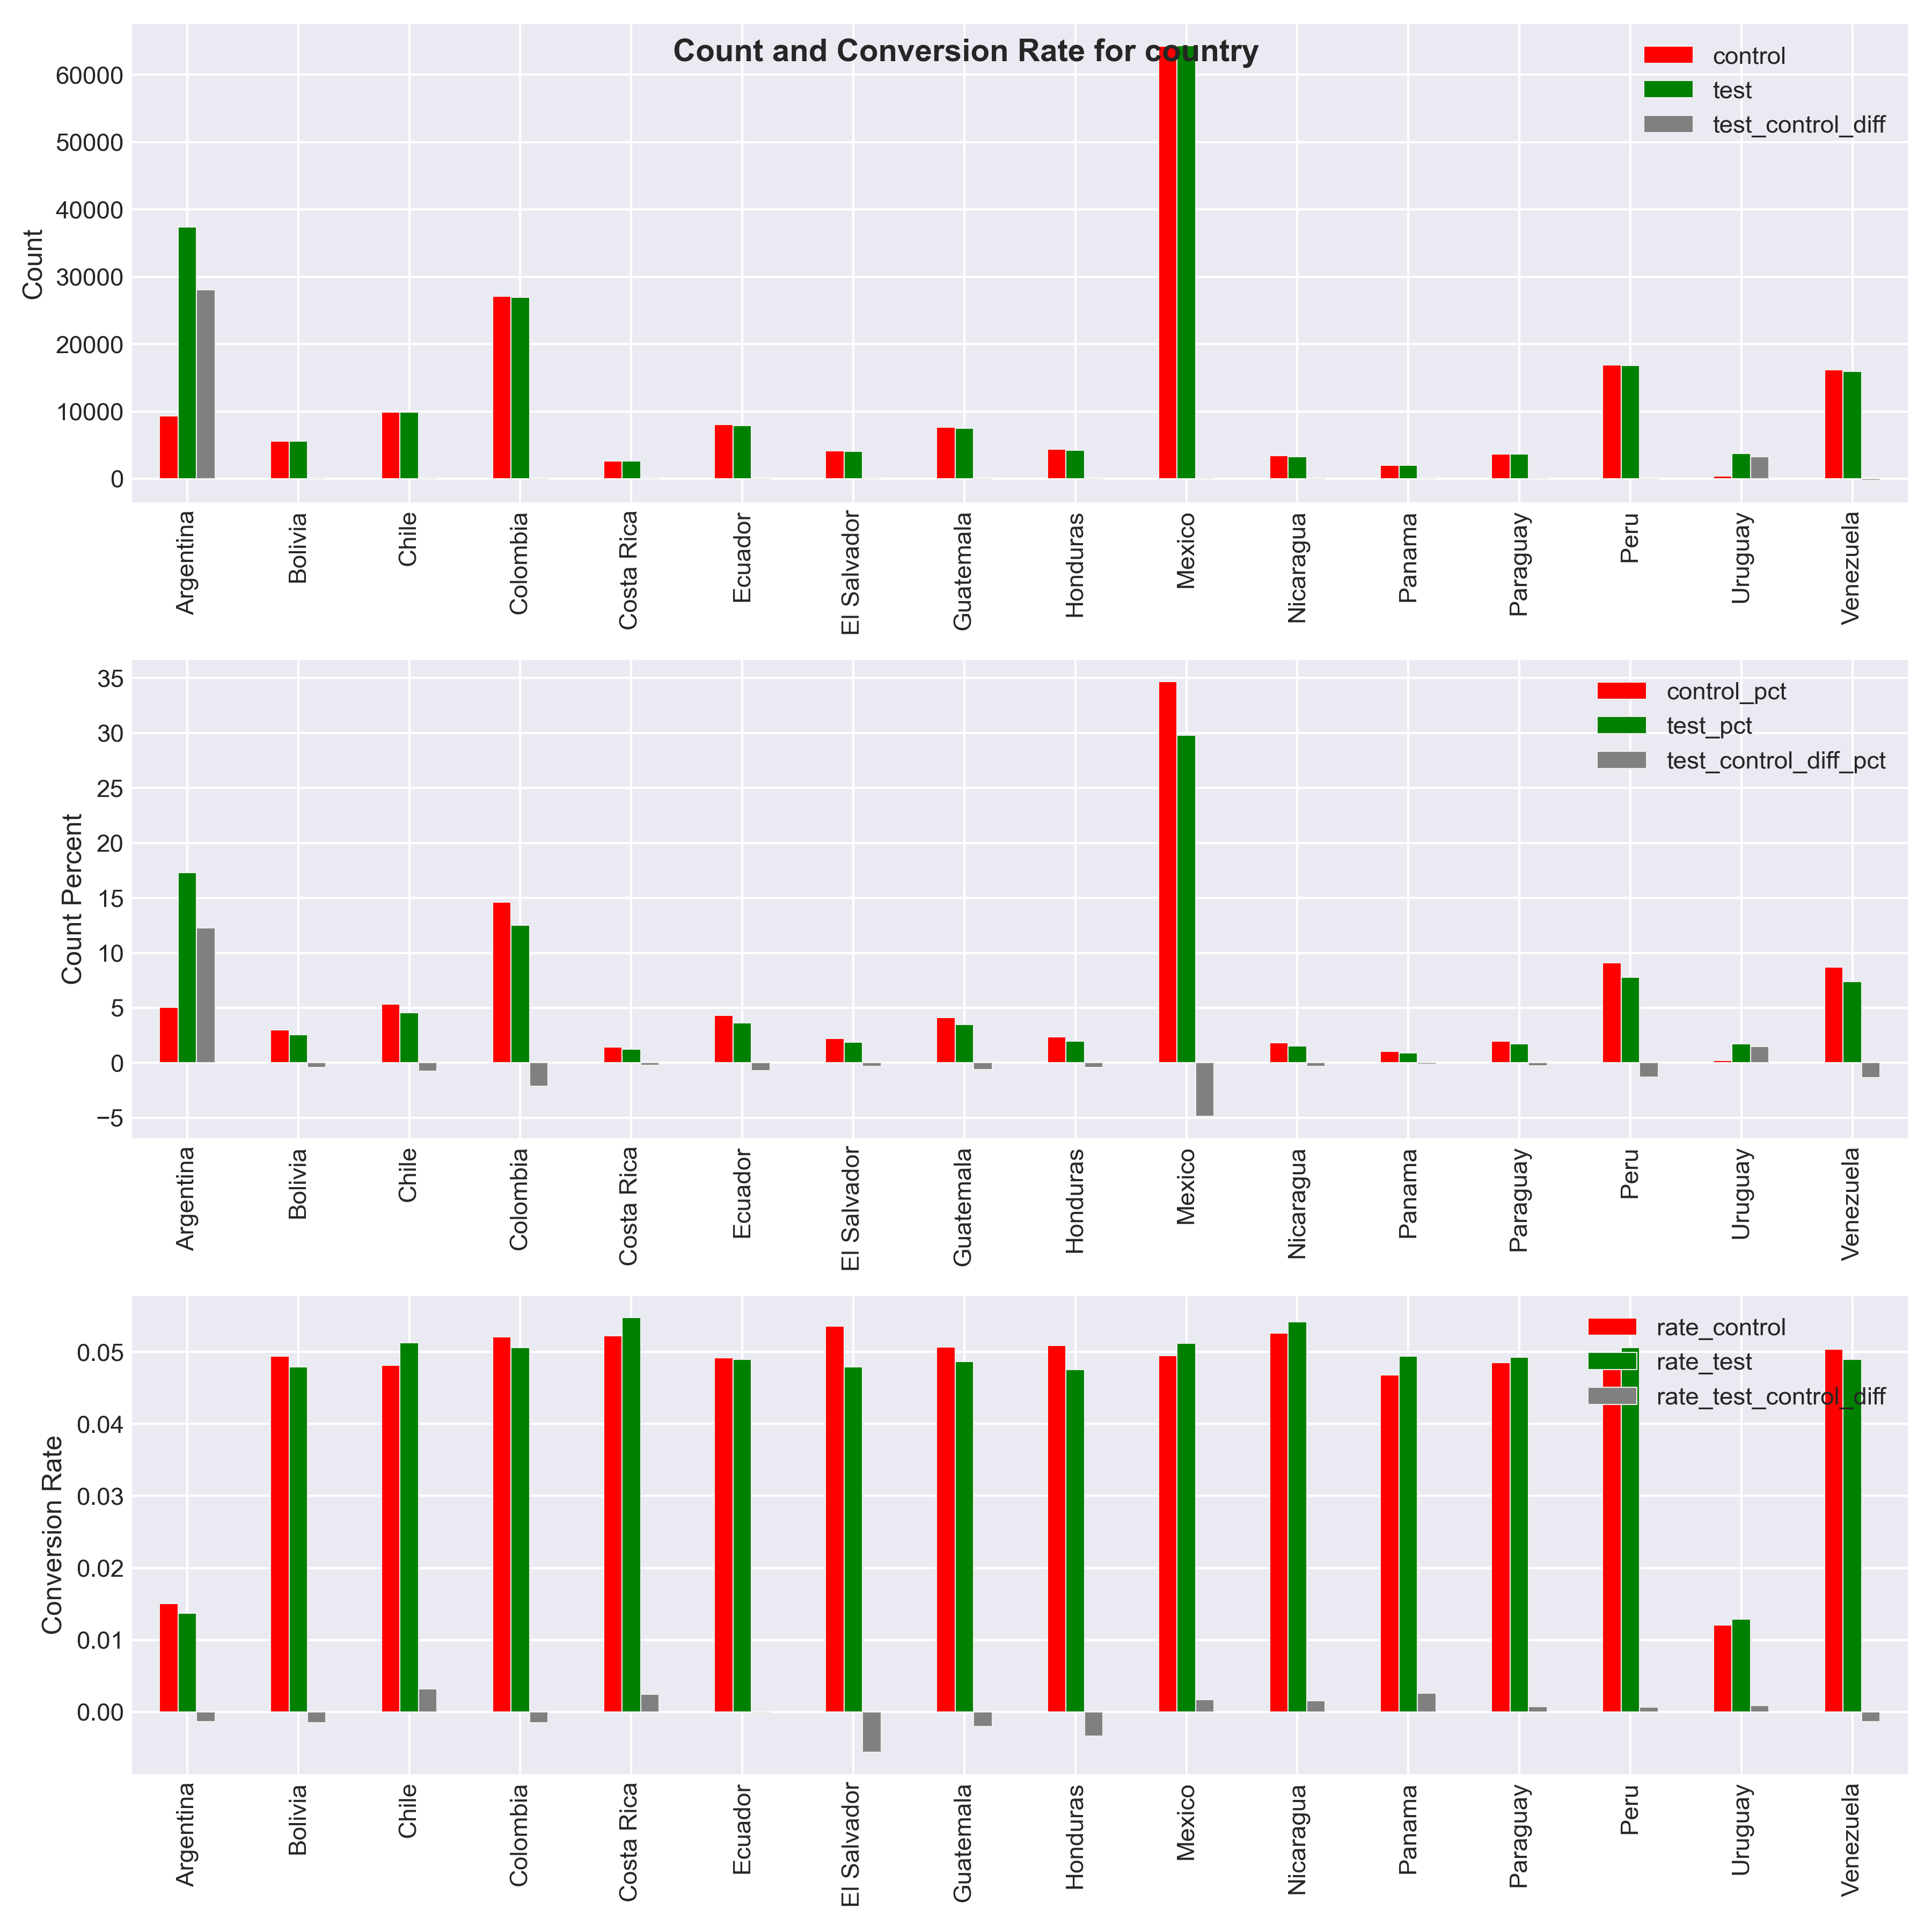 Count and Conversion Rate for country
control
test
test_control_diff
Count
60000
50000
40000
30000
20000
10000
0
Argentina
Bolivia
Chile
Colombia
Costa Rica
Ecuador
El Salvador
Guatemala
Honduras
Mexico
Nicaragua
Panama
Paraguay
Peru
Uruguay
Venezuela
control_pct
test_pct
test_control_diff_pct
Count Percent
35
30
25
20
15
10
5
0
−5
Argentina
Bolivia
Chile
Colombia
Costa Rica
Ecuador
El Salvador
Guatemala
Honduras
Mexico
Nicaragua
Panama
Paraguay
Peru
Uruguay
Venezuela
rate_control
rate_test
rate_test_control_diff
Conversion Rate
0.05
0.04
0.03
0.02
0.01
0.00
Argentina
Bolivia
Chile
Colombia
Costa Rica
Ecuador
El Salvador
Guatemala
Honduras
Mexico
Nicaragua
Panama
Paraguay
Peru
Uruguay
Venezuela